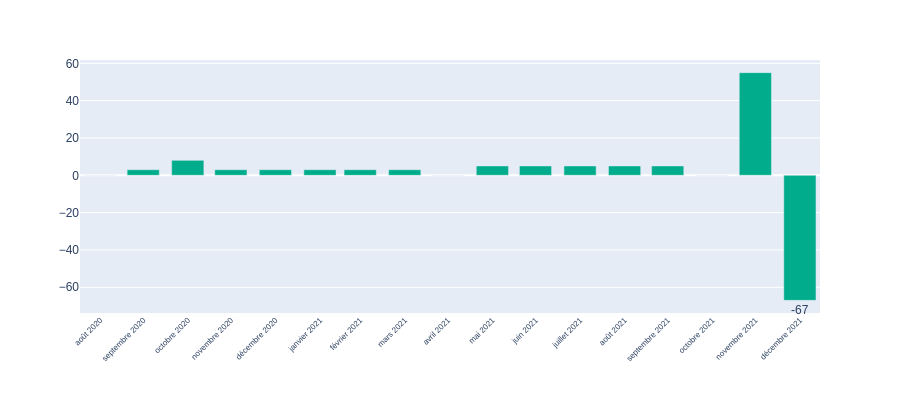 60
40
20
0
−20
−40
−60
-67
août 2020
septembre 2020
octobre 2020
novembre 2020
décembre 2020
janvier 2021
février 2021
mars 2021
avril 2021
mai 2021
juin 2021
juillet 2021
août 2021
septembre 2021
octobre 2021
novembre 2021
décembre 2021